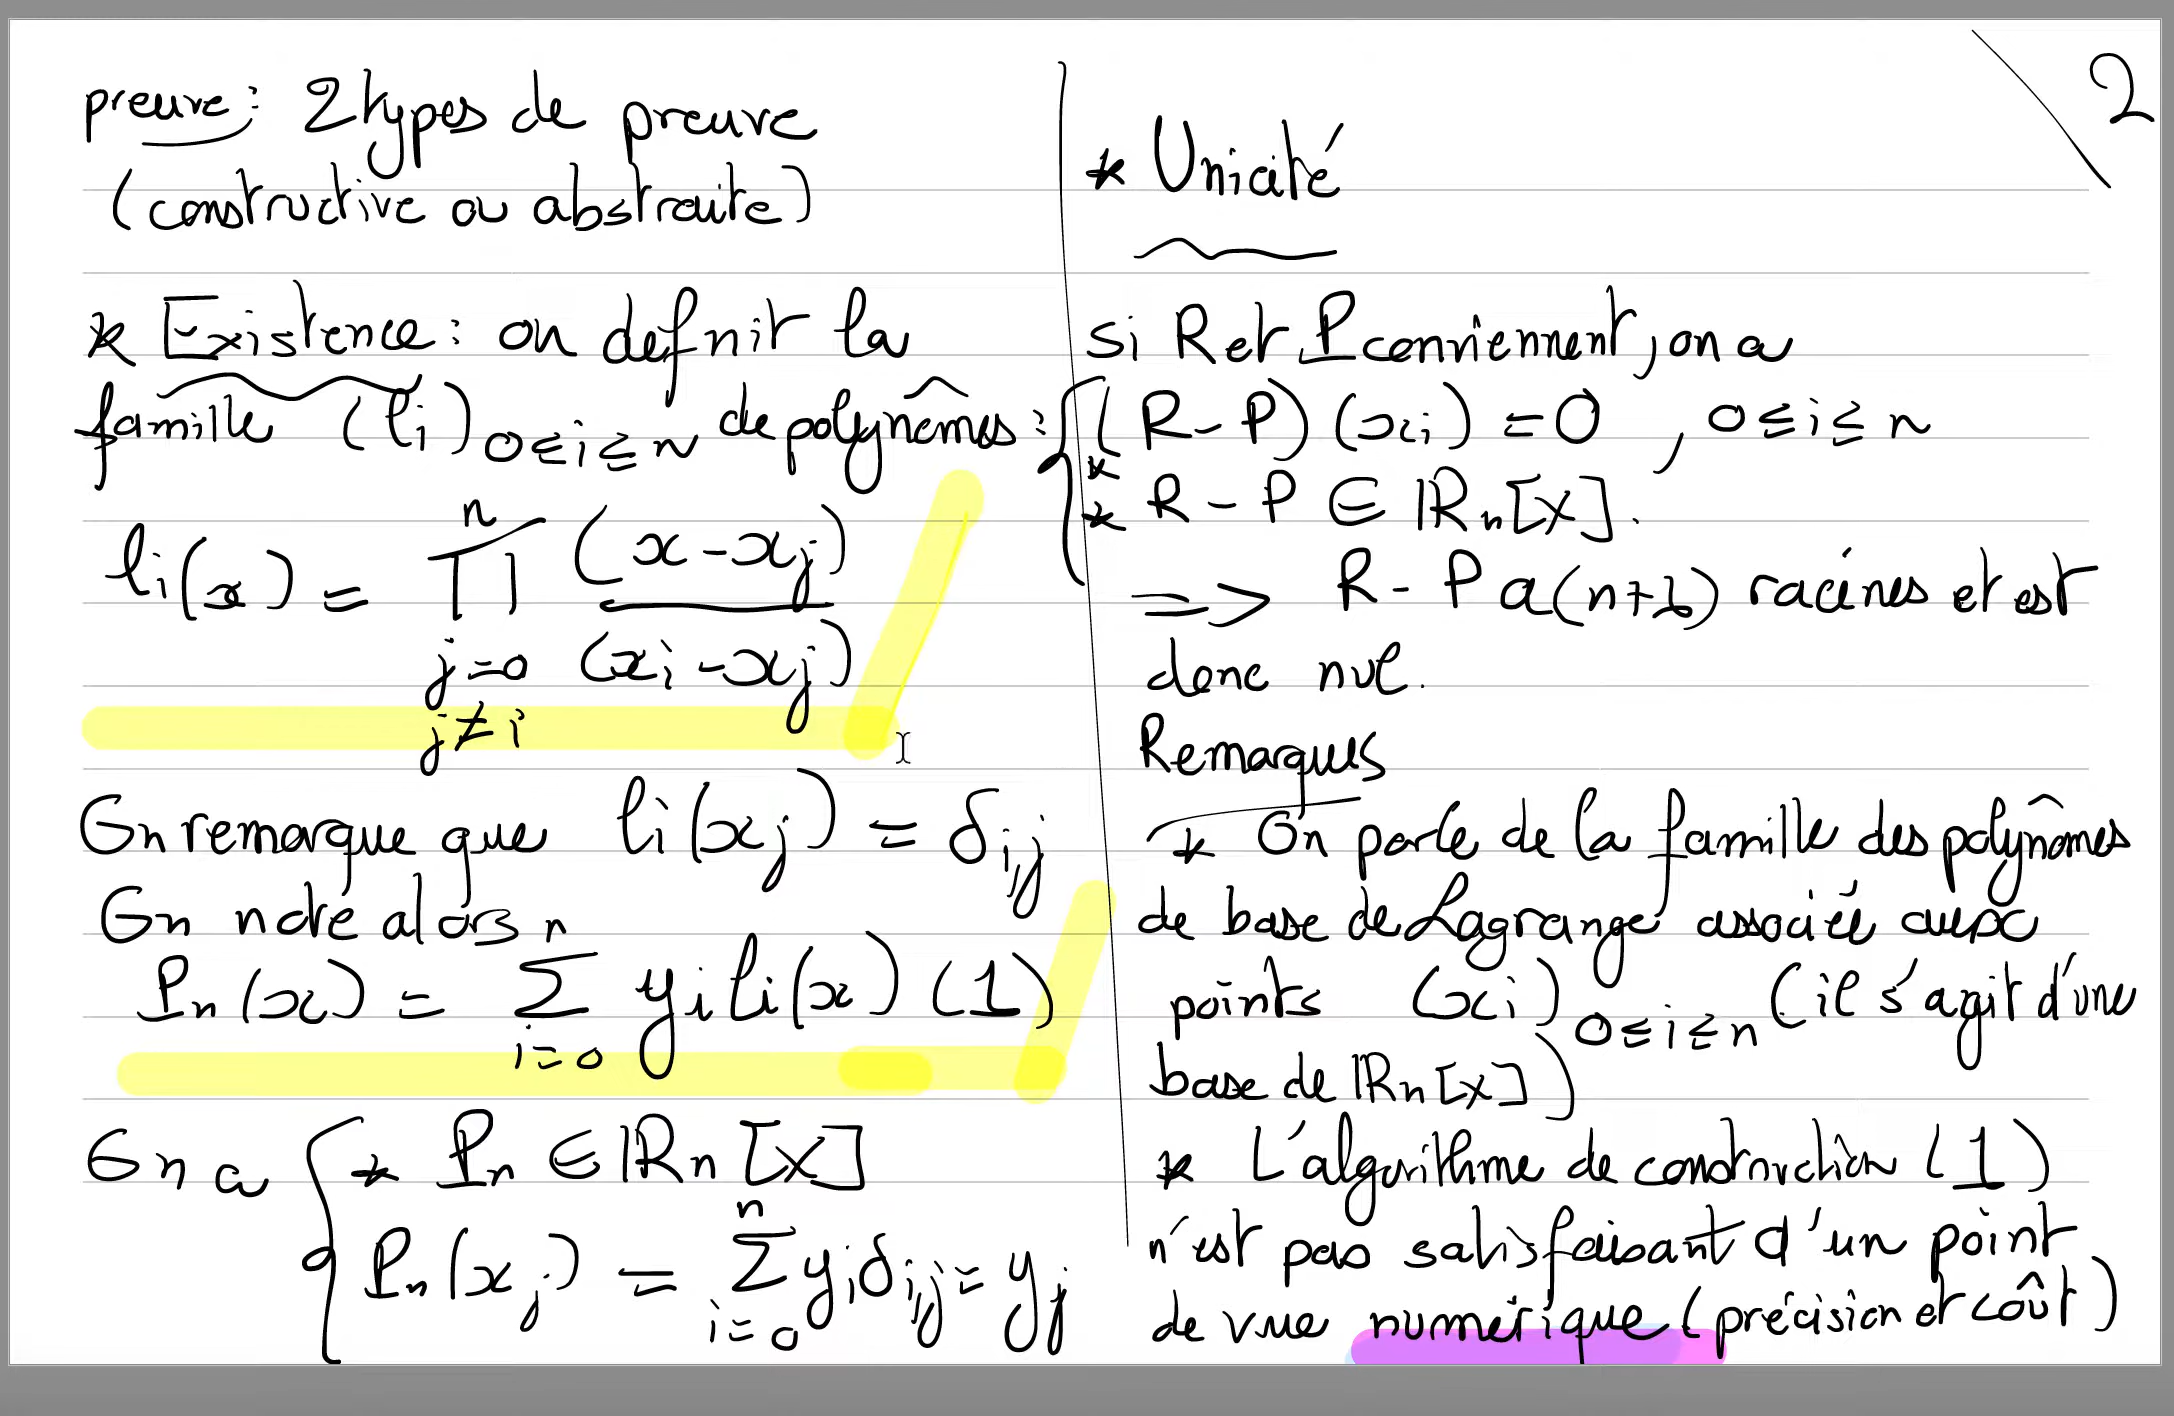 2
preuve : 2 types de preuve
(constructive ou abstraite)
* Existence : on définit la
famille (li) 0≤i≤n de polynômes :
li(x) = ∏_{j=0, j≠i}^{n} (x - xj) / (xi - xj)
On remarque que li(xj) = δi,j
On note alors
Pn(x) = ∑_{i=0}^{n} yi li(x) (1)
On a { * Pn ∈ ℝn[X]
Pn(xj) = ∑_{i=0}^{n} yi δi,j = yj
* Unicité
si R et P conviennent, on a
{ * (R - P)(xi) = 0 , 0≤i≤n
* R - P ∈ ℝn[X].
=> R - P a (n+1) racines et est
donc nul.
Remarques
* On parle de la famille des polynômes
de base de Lagrange associée aux
points (xi) 0≤i≤n (il s'agit d'une
base de ℝn[X])
* L'algorithme de construction (1)
n'est pas satisfaisant d'un point
de vue numérique (précision et coût)